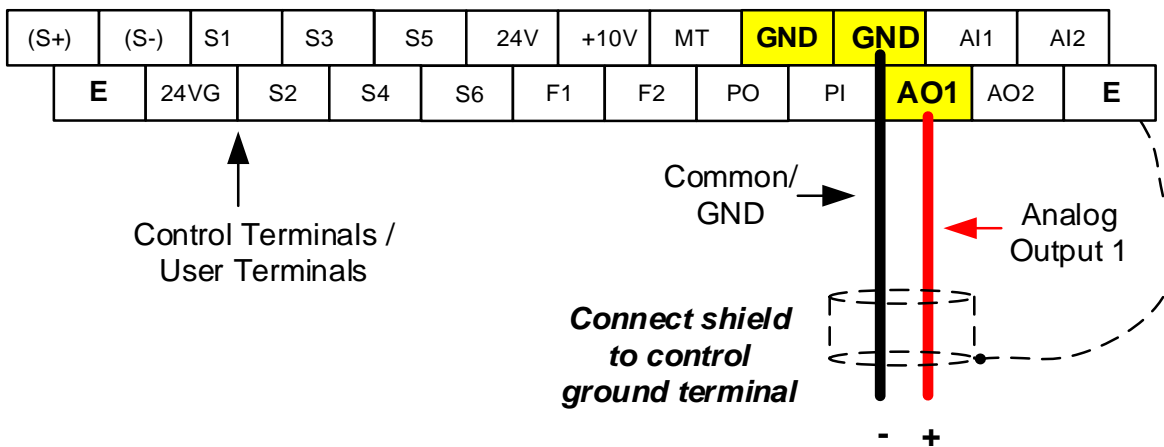 (S+) (S-) S1 S3 S5 24V +10V MT GND GND AI1 AI2
E 24VG S2 S4 S6 F1 F2 PO PI AO1 AO2 E
Common/
GND
Control Terminals /
User Terminals
Analog
Output 1
Connect shield
to control
ground terminal
- +